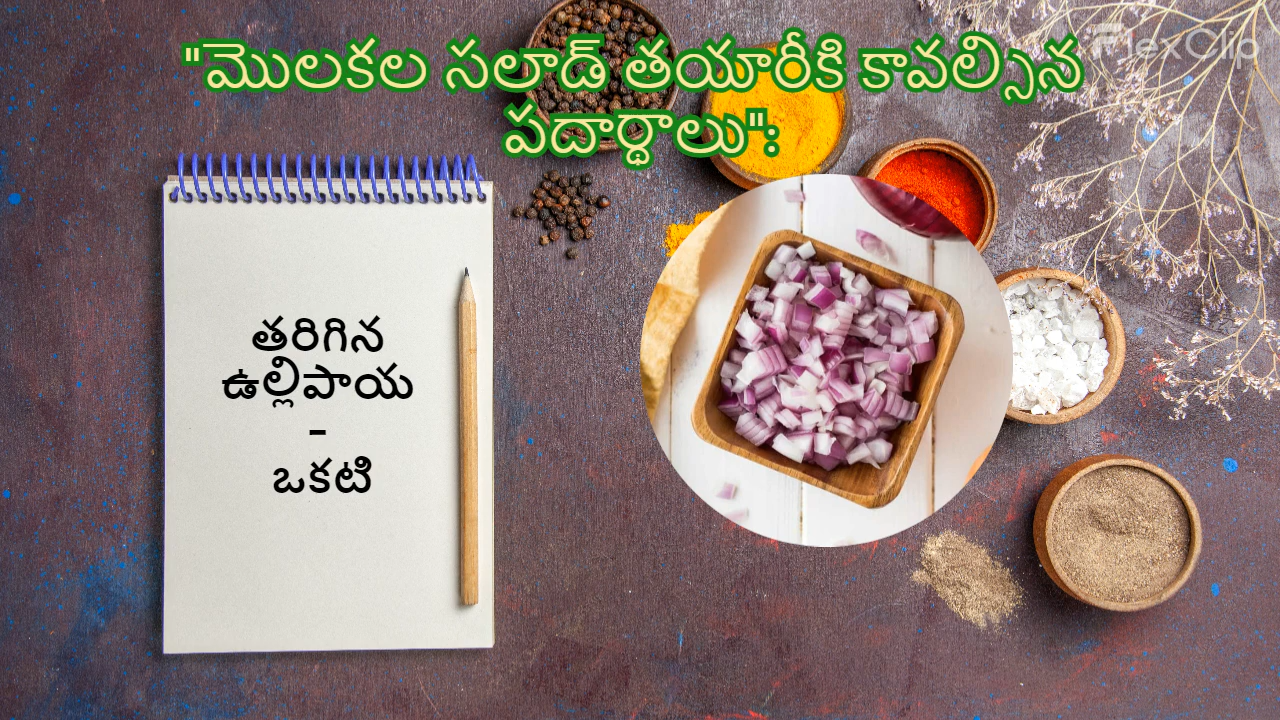 "మొలకల సలాడ్ తయారీకి కావల్సిన
పదార్థాలు":
FlexClip
తరిగిన
ఉల్లిపాయ
-
ఒకటి